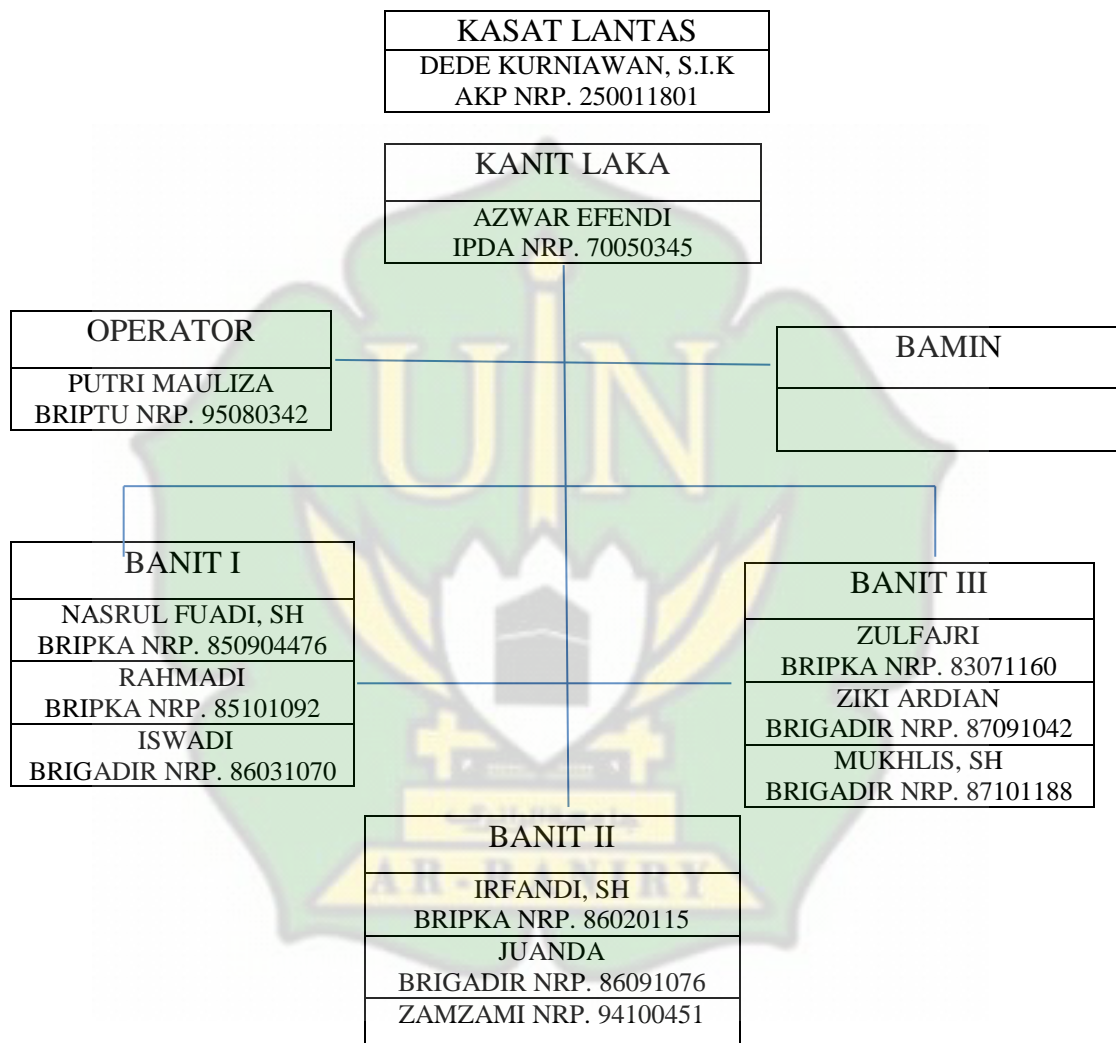 KASAT LANTAS
DEDE KURNIAWAN, S.I.K
AKP NRP. 250011801
KANIT LAKA
AZWAR EFENDI
IPDA NRP. 70050345
OPERATOR
PUTRI MAULIZA
BRIPTU NRP. 95080342
BAMIN
BANIT I
NASRUL FUADI, SH
BRIPKA NRP. 850904476
RAHMADI
BRIPKA NRP. 85101092
ISWADI
BRIGADIR NRP. 86031070
BANIT III
ZULFAJRI
BRIPKA NRP. 83071160
ZIKI ARDIAN
BRIGADIR NRP. 87091042
MUKHLIS, SH
BRIGADIR NRP. 87101188
BANIT II
IRFANDI, SH
BRIPKA NRP. 86020115
JUANDA
BRIGADIR NRP. 86091076
ZAMZAMI NRP. 94100451
UIN
AR-RANIRY